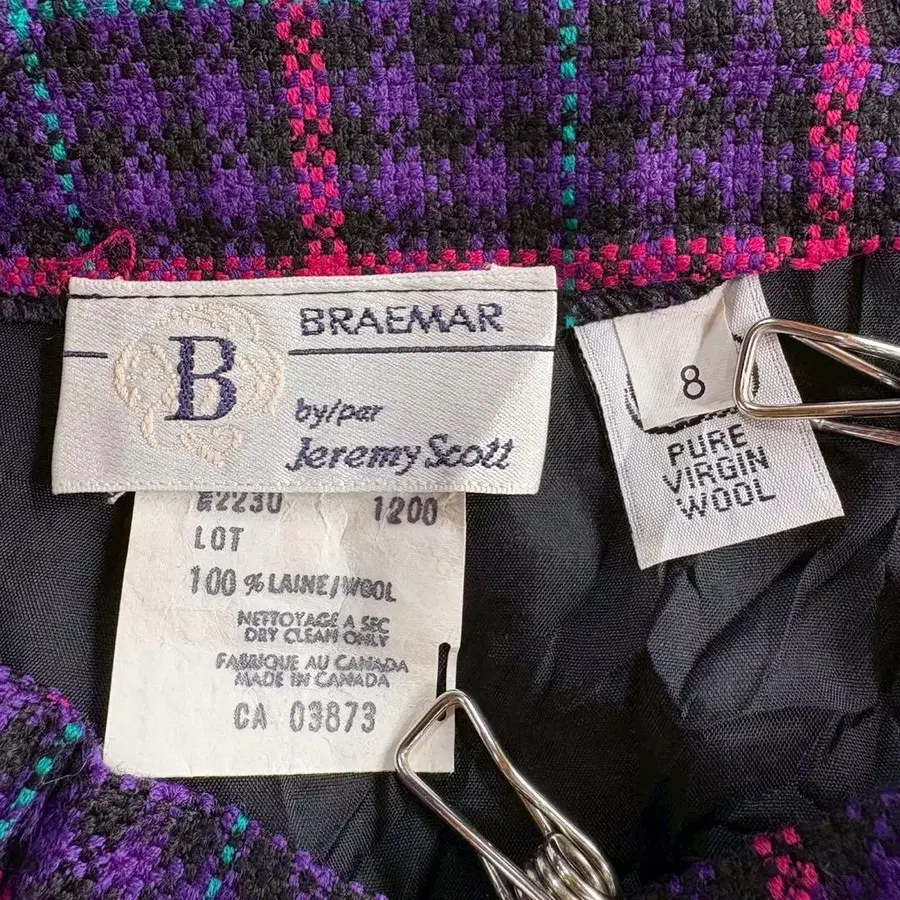 B
BRAEMAR
by/par
Jeremy Scott
8
PURE
VIRGIN
WOOL
2230 1200
LOT
100 % LAINE/WOOL
NETTOYAGE A SEC
DRY CLEAN ONLY
FABRIQUE AU CANADA
MADE IN CANADA
CA 03873